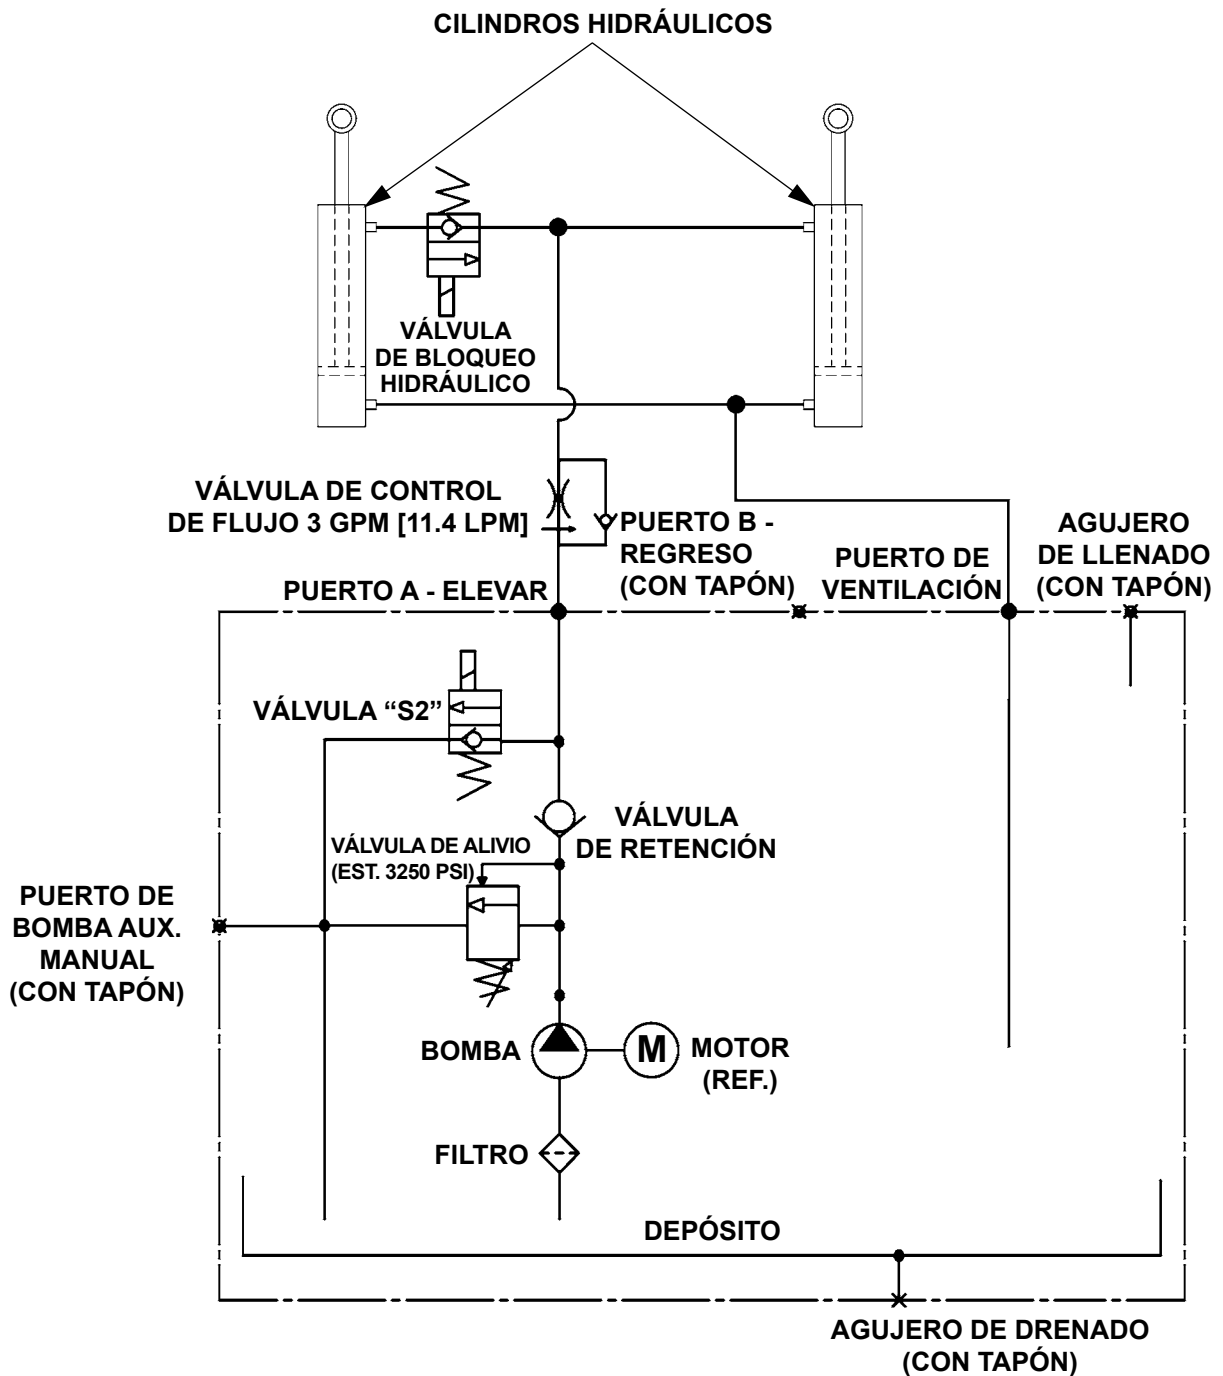 CILINDROS HIDRÁULICOS
VÁLVULA
DE BLOQUEO
HIDRÁULICO
VÁLVULA DE CONTROL
DE FLUJO 3 GPM [11.4 LPM]
PUERTO B -
REGRESO
(CON TAPÓN)
PUERTO DE
VENTILACIÓN
AGUJERO
DE LLENADO
(CON TAPÓN)
PUERTO A - ELEVAR
VÁLVULA “S2”
VÁLVULA
DE RETENCIÓN
VÁLVULA DE ALIVIO
(EST. 3250 PSI)
PUERTO DE
BOMBA AUX.
MANUAL
(CON TAPÓN)
BOMBA
M
MOTOR
(REF.)
FILTRO
DEPÓSITO
AGUJERO DE DRENADO
(CON TAPÓN)